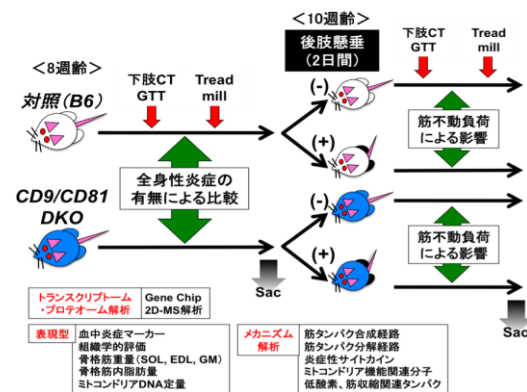 <8週齢>
<10週齢>
後肢懸垂
(2日間)
下肢CT
GTT
Tread
mill
下肢CT
GTT
Tread
mill
対照(B6)
(-)
(+)
筋不動負荷
による影響
全身性炎症の
有無による比較
CD9/CD81
DKO
(-)
(+)
筋不動負荷
による影響
Sac
Sac
トランスクリプトーム
・プロテオーム解析
Gene Chip
2D-MS解析
表現型
血中炎症マーカー
組織学的評価
骨格筋重量(SOL, EDL, GM)
骨格筋内脂肪量
ミトコンドリアDNA定量
メカニズム
解析
筋タンパク合成経路
筋タンパク分解経路
炎症性サイトカイン
ミトコンドリア機能関連分子
低酸素、筋収縮関連タンパク